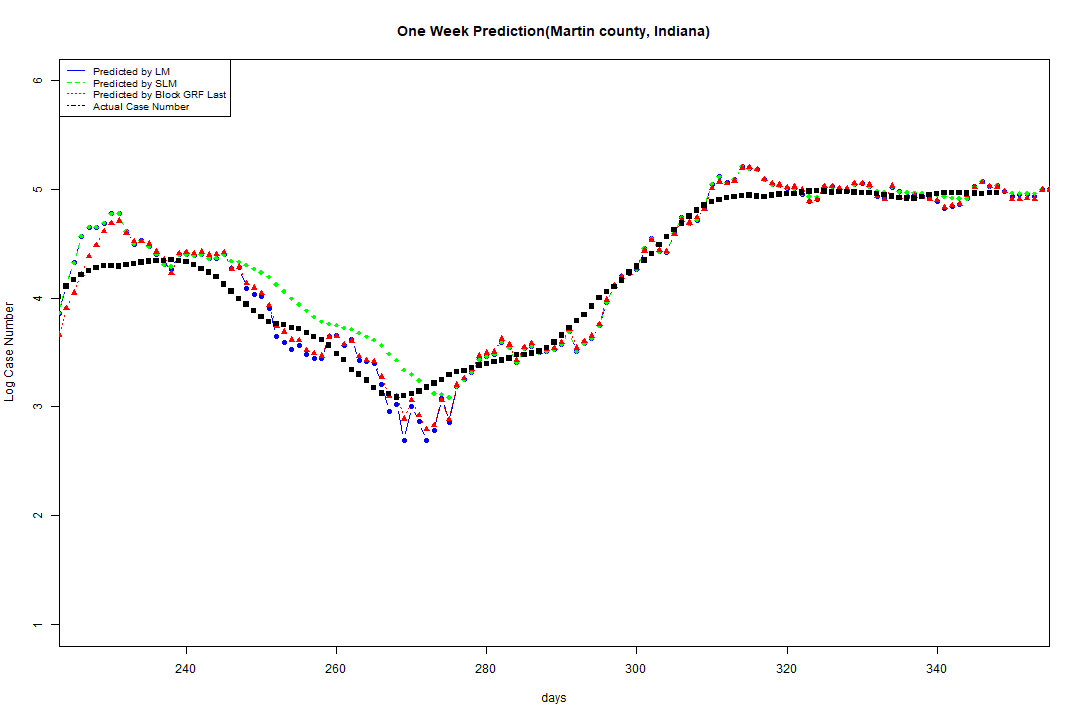 One Week Prediction(Martin county, Indiana)
Predicted by LM
Predicted by SLM
Predicted by Block GRF Last
Actual Case Number
6
5
4
3
2
1
Log Case Number
240 260 280 300 320 340
days